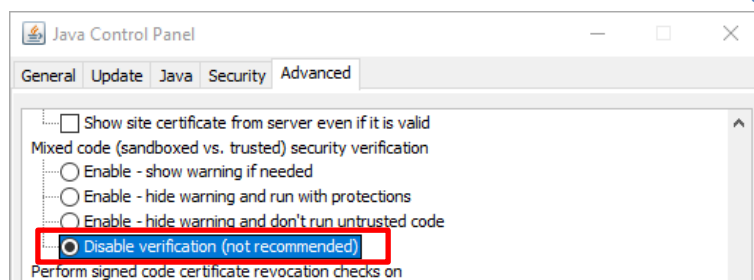 Java Control Panel
General Update Java Security Advanced
Show site certificate from server even if it is valid
Mixed code (sandboxed vs. trusted) security verification
Enable - show warning if needed
Enable - hide warning and run with protections
Enable - hide warning and don't run untrusted code
Disable verification (not recommended)
Perform signed code certificate revocation checks on